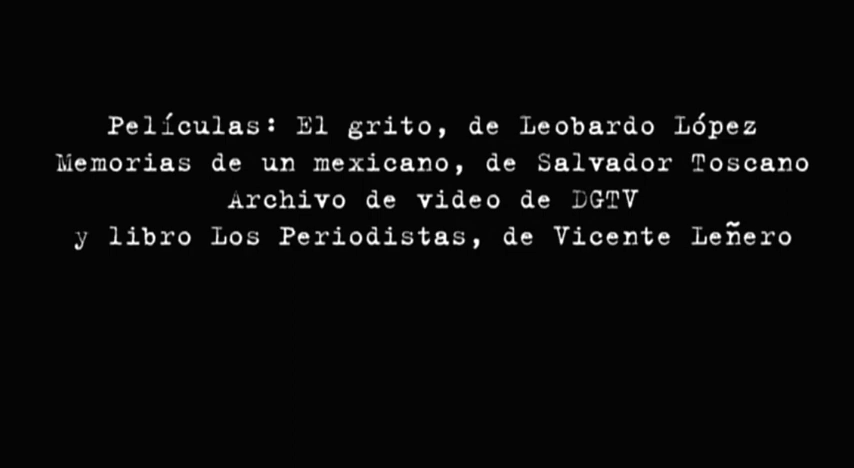 Películas: El grito, de Leobardo López
Memorias de un mexicano, de Salvador Toscano
Archivo de video de DGTV
y libro Los Periodistas, de Vicente Leñero